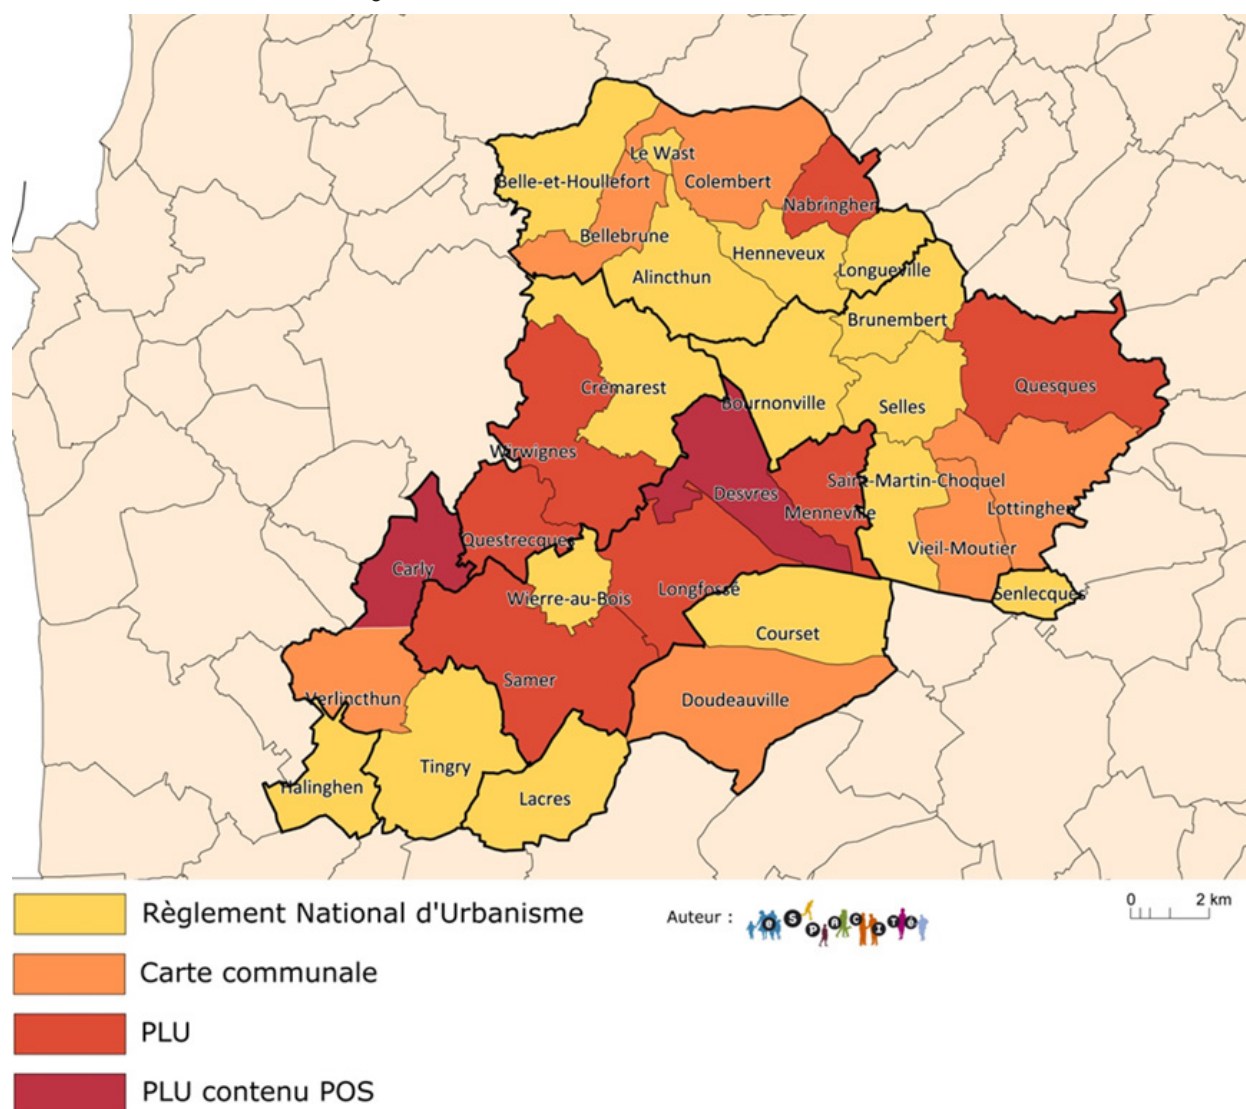 Le Wast
Belle-et-Houllefort
Colembert
Nabringhen
Bellebrune
Henneveux
Alincthun
Longueville
Brunembert
Crémarest
Bournonville
Selles
Quesques
Wirwignes
Saint-Martin-Choquel
Desvres
Menneville
Lottinghen
Questrecques
Vieil-Moutier
Carly
Longfossé
Senlecques
Wierre-au-Bois
Courset
Samer
Verlincthun
Doudeauville
Tingry
Halinghen
Lacres
Règlement National d'Urbanisme
Auteur : eSPACITé
0 2 km
Carte communale
PLU
PLU contenu POS